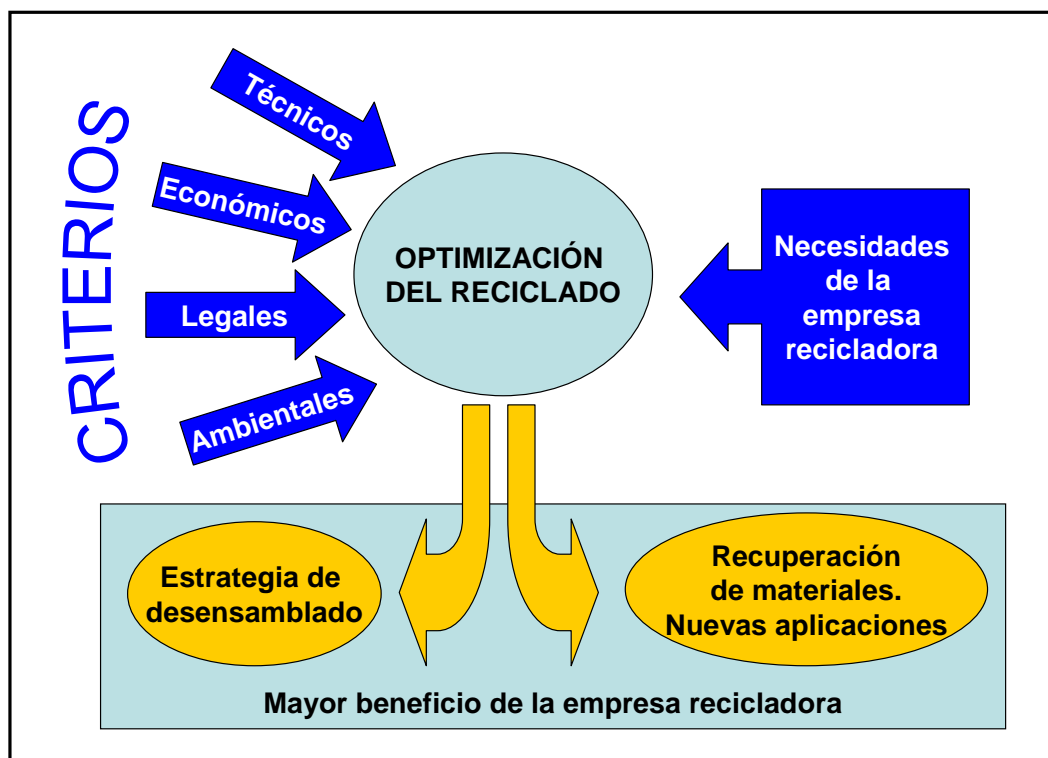 CRITERIOS
Técnicos
Económicos
Legales
Ambientales
OPTIMIZACIÓN
DEL RECICLADO
Necesidades
de la
empresa
recicladora
Estrategia de
desensamblado
Recuperación
de materiales.
Nuevas aplicaciones
Mayor beneficio de la empresa recicladora